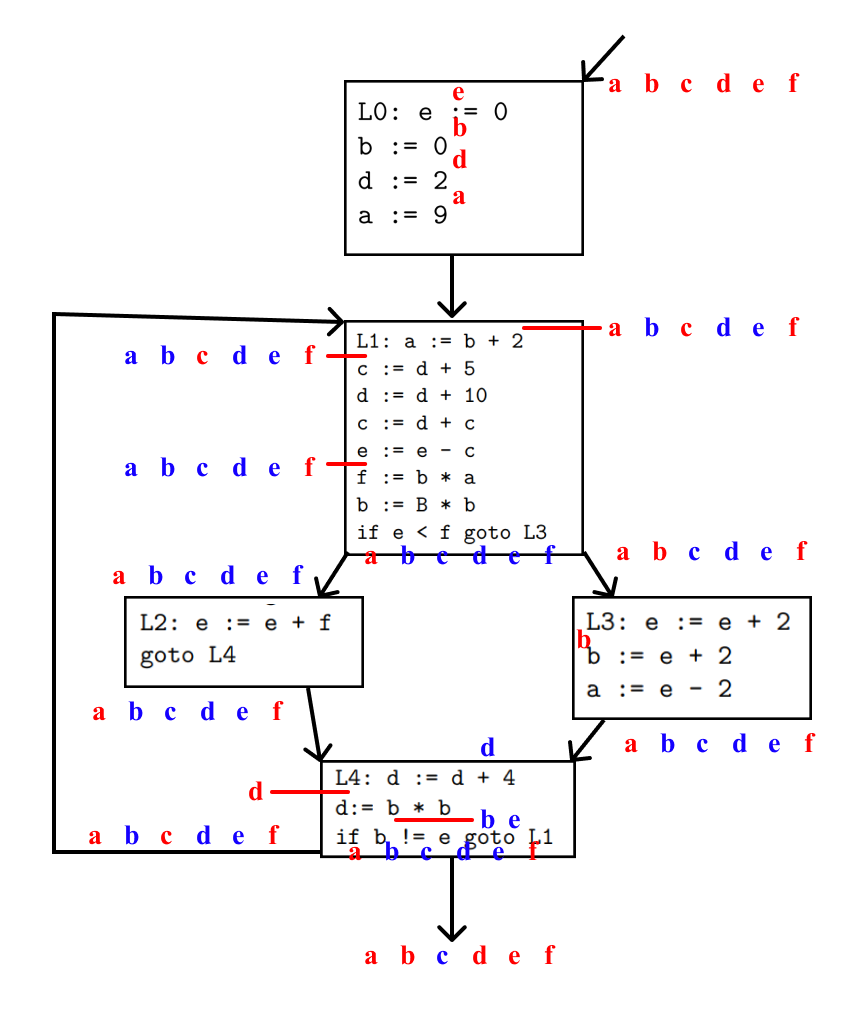 a b c d e f
e
L0: e := 0
b
b := 0
d
d := 2
a
a := 9
a b c d e f
L1: a := b + 2
a b c d e f
c := d + 5
d := d + 10
c := d + c
e := e - c
a b c d e f
f := b * a
b := B * b
if e < f goto L3
a b c d e f
a b c d e f
a b c d e f
L2: e := e + f
goto L4
L3: e := e + 2
b
b := e + 2
a := e - 2
a b c d e f
a b c d e f
d
L4: d := d + 4
d
d:= b * b
b e
if b != e goto L1
a b c d e f
a b c d e f
a b c d e f